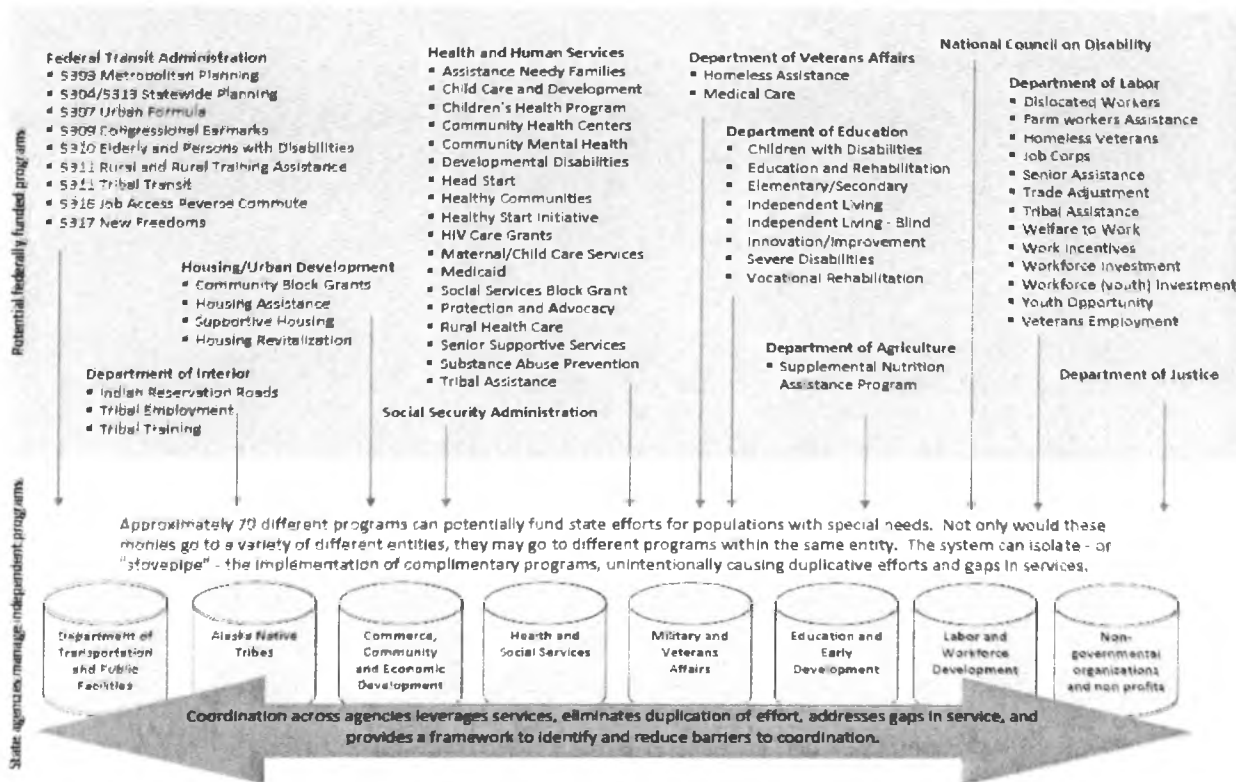 Potential federally funded programs
Federal Transit Administration
▪ 5303 Metropolitan Planning
▪ 5304/5313 Statewide Planning
▪ 5307 Urban Formula
▪ 5309 Congressional Earmarks
▪ 5310 Elderly and Persons with Disabilities
▪ 5311 Rural and Rural Training Assistance
▪ 5311 Tribal Transit
▪ 5316 Job Access Reverse Commute
▪ 5317 New Freedoms
Housing/Urban Development
▪ Community Block Grants
▪ Housing Assistance
▪ Supportive Housing
▪ Housing Revitalization
Department of Interior
▪ Indian Reservation Roads
▪ Tribal Employment
▪ Tribal Training
Health and Human Services
▪ Assistance Needy Families
▪ Child Care and Development
▪ Children's Health Program
▪ Community Health Centers
▪ Community Mental Health
▪ Developmental Disabilities
▪ Head Start
▪ Healthy Communities
▪ Healthy Start Initiative
▪ HIV Care Grants
▪ Maternal/Child Care Services
▪ Medicaid
▪ Social Services Block Grant
▪ Protection and Advocacy
▪ Rural Health Care
▪ Senior Supportive Services
▪ Substance Abuse Prevention
▪ Tribal Assistance
Social Security Administration
Department of Veterans Affairs
▪ Homeless Assistance
▪ Medical Care
Department of Education
▪ Children with Disabilities
▪ Education and Rehabilitation
▪ Elementary/Secondary
▪ Independent Living
▪ Independent Living - Blind
▪ Innovation/Improvement
▪ Severe Disabilities
▪ Vocational Rehabilitation
Department of Agriculture
▪ Supplemental Nutrition
Assistance Program
National Council on Disability
Department of Labor
▪ Dislocated Workers
▪ Farm workers Assistance
▪ Homeless Veterans
▪ Job Corps
▪ Senior Assistance
▪ Trade Adjustment
▪ Tribal Assistance
▪ Welfare to Work
▪ Work Incentives
▪ Workforce Investment
▪ Workforce (youth) Investment
▪ Youth Opportunity
▪ Veterans Employment
Department of Justice
State agencies manage independent programs.
Approximately 70 different programs can potentially fund state efforts for populations with special needs. Not only would these
monies go to a variety of different entities, they may go to different programs within the same entity. The system can isolate - or
"stovepipe" - the implementation of complimentary programs, unintentionally causing duplicative efforts and gaps in services.
Department of
Transportation
and Public
Facilities
Alaska Native
Tribes
Commerce,
Community
and Economic
Development
Health and
Social Services
Military and
Veterans
Affairs
Education and
Early
Development
Labor and
Workforce
Development
Non-
governmental
organizations
and non profits
Coordination across agencies leverages services, eliminates duplication of effort, addresses gaps in service, and
provides a framework to identify and reduce barriers to coordination.